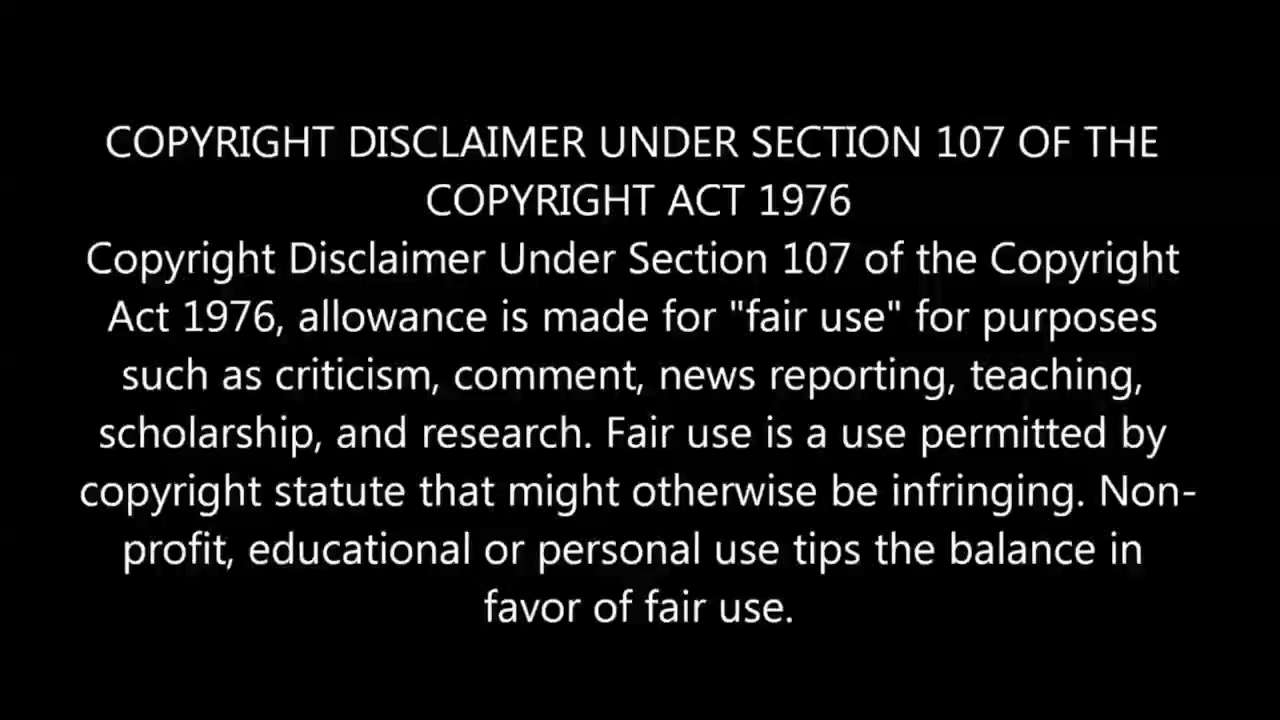 COPYRIGHT DISCLAIMER UNDER SECTION 107 OF THE
COPYRIGHT ACT 1976
Copyright Disclaimer Under Section 107 of the Copyright
Act 1976, allowance is made for "fair use" for purposes
such as criticism, comment, news reporting, teaching,
scholarship, and research. Fair use is a use permitted by
copyright statute that might otherwise be infringing. Non-
profit, educational or personal use tips the balance in
favor of fair use.